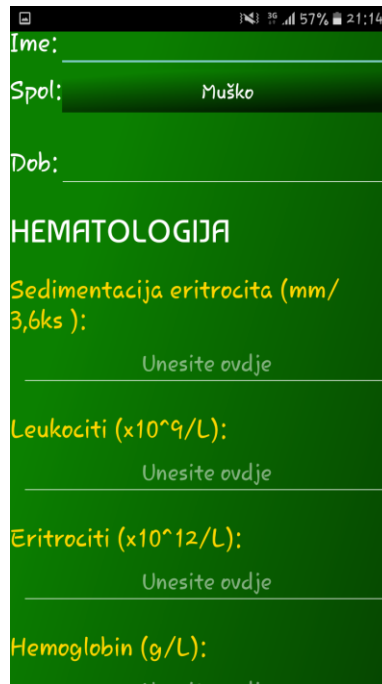 3G 57% 21:14
Ime:
Spol: Muško
Dob:
HEMATOLOGIJA
Sedimentacija eritrocita (mm/
3,6ks ):
Unesite ovdje
Leukociti (x10^9/L):
Unesite ovdje
Eritrociti (x10^12/L):
Unesite ovdje
Hemoglobin (g/L):